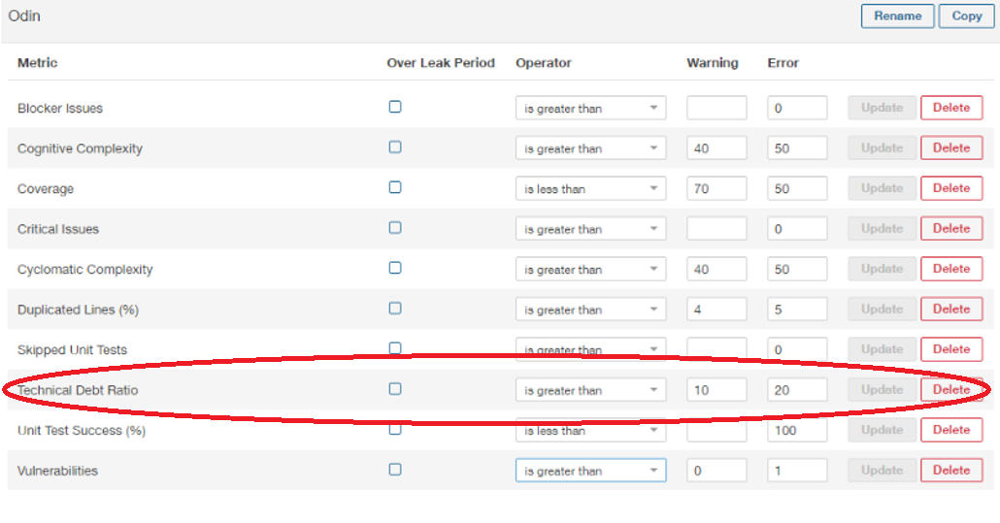 Odin Rename Copy
Metric Over Leak Period Operator Warning Error
Blocker Issues is greater than 0 Update Delete
Cognitive Complexity is greater than 40 50 Update Delete
Coverage is less than 70 50 Update Delete
Critical Issues is greater than 0 Update Delete
Cyclomatic Complexity is greater than 40 50 Update Delete
Duplicated Lines (%) is greater than 4 5 Update Delete
Skipped Unit Tests is greater than 0 Update Delete
Technical Debt Ratio is greater than 10 20 Update Delete
Unit Test Success (%) is less than 100 Update Delete
Vulnerabilities is greater than 0 1 Update Delete